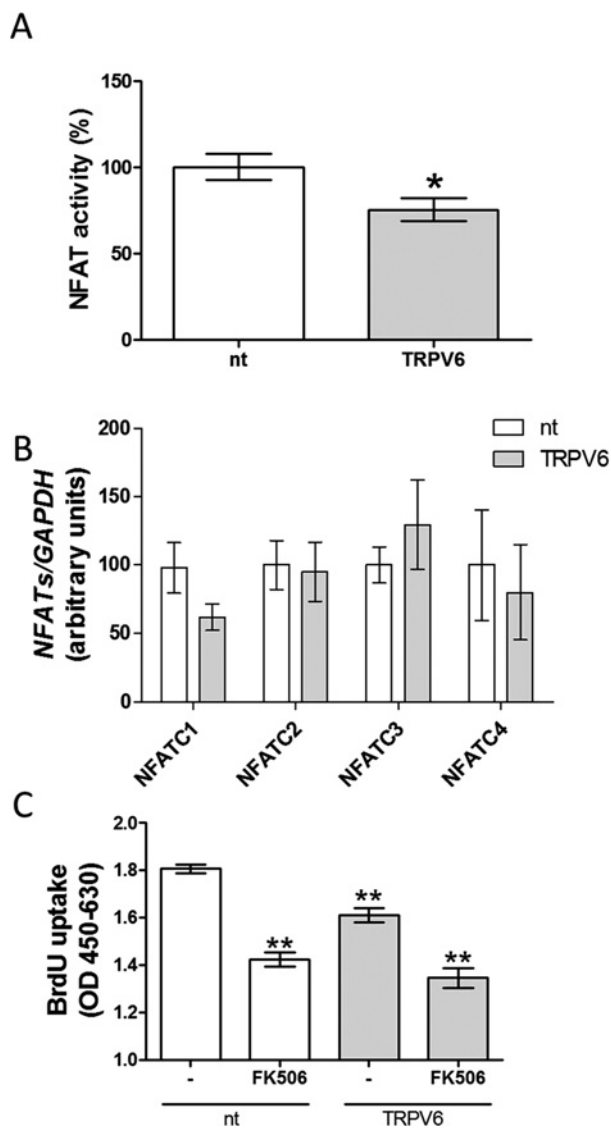 A
NFAT activity (%)
150
100
50
0
*
nt
TRPV6
B
NFATs/GAPDH
(arbitrary units)
200
150
100
50
0
nt
TRPV6
NFATC1
NFATC2
NFATC3
NFATC4
C
BrdU uptake
(OD 450-630)
2.0
1.8
1.6
1.4
1.2
1.0
**
**
**
- FK506 - FK506
nt TRPV6